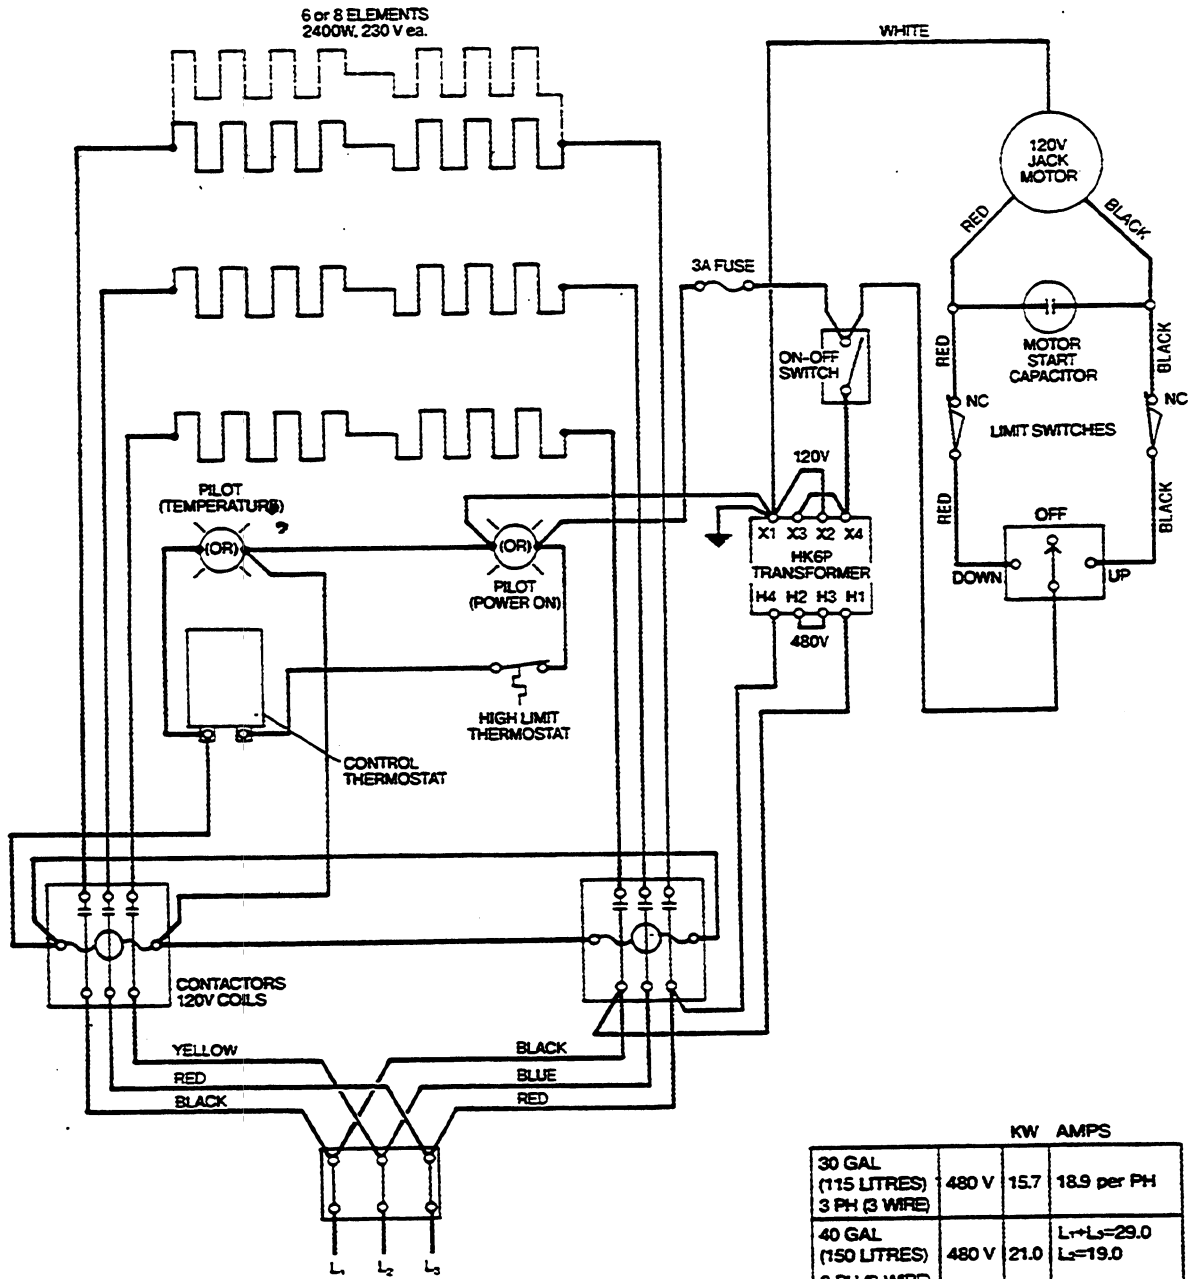 6 or 8 ELEMENTS
2400W, 230 V ea.
WHITE
120V
JACK
MOTOR
RED
BLACK
3A FUSE
MOTOR
START
CAPACITOR
RED
BLACK
ON-OFF
SWITCH
NC
NC
LIMIT SWITCHES
120V
PILOT
(TEMPERATURE)
(OR)
(OR)
PILOT
(POWER ON)
X1 X3 X2 X4
HK6P
TRANSFORMER
H4 H2 H3 H1
480V
RED
BLACK
OFF
DOWN
UP
HIGH LIMIT
THERMOSTAT
CONTROL
THERMOSTAT
CONTACTORS
120V COILS
YELLOW
BLACK
RED
BLUE
BLACK
RED
L1 L2 L3
KW AMPS
30 GAL
(115 LITRES) 480 V 15.7 18.9 per PH
3 PH (3 WIRE)
40 GAL L1+L3=29.0
(150 LITRES) 480 V 21.0 L2=19.0